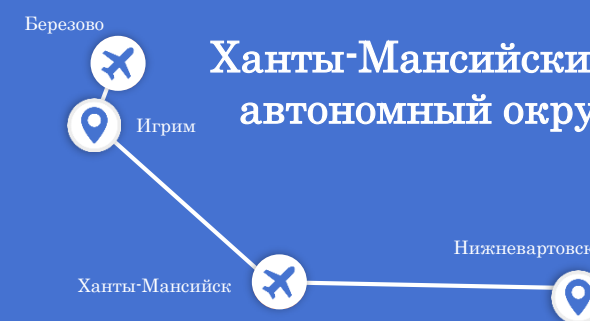 Березово
Ханты-Мансийски
автономный окру
Игрим
Нижневартовск
Ханты-Мансийск